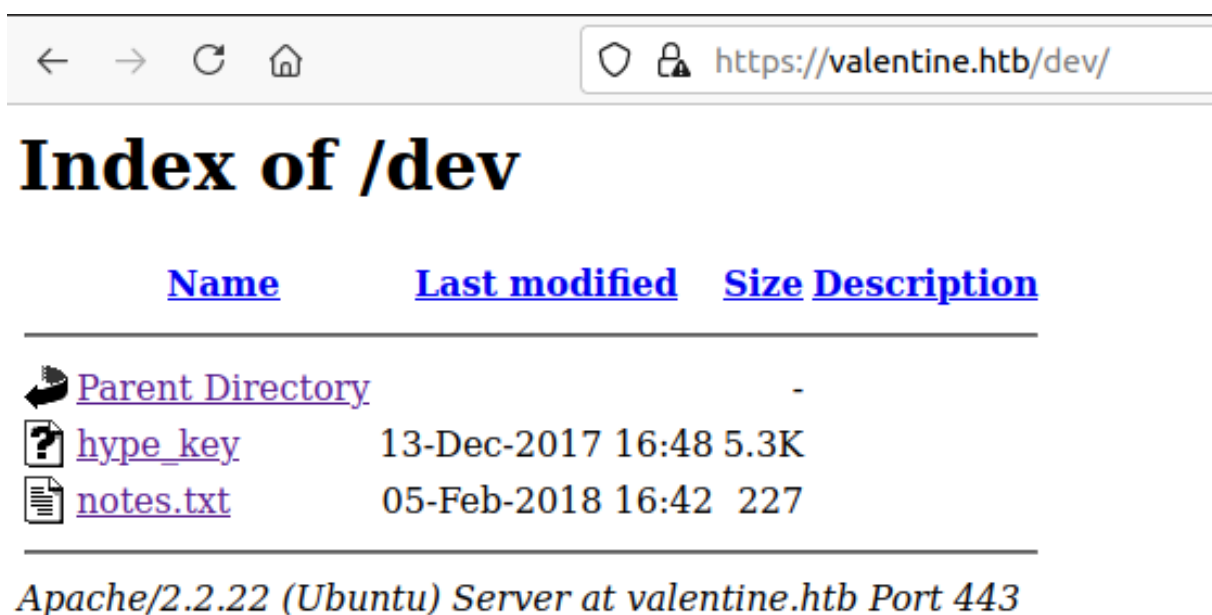 https://valentine.htb/dev/
Index of /dev
Name Last modified Size Description
Parent Directory -
hype_key 13-Dec-2017 16:48 5.3K
notes.txt 05-Feb-2018 16:42 227
Apache/2.2.22 (Ubuntu) Server at valentine.htb Port 443